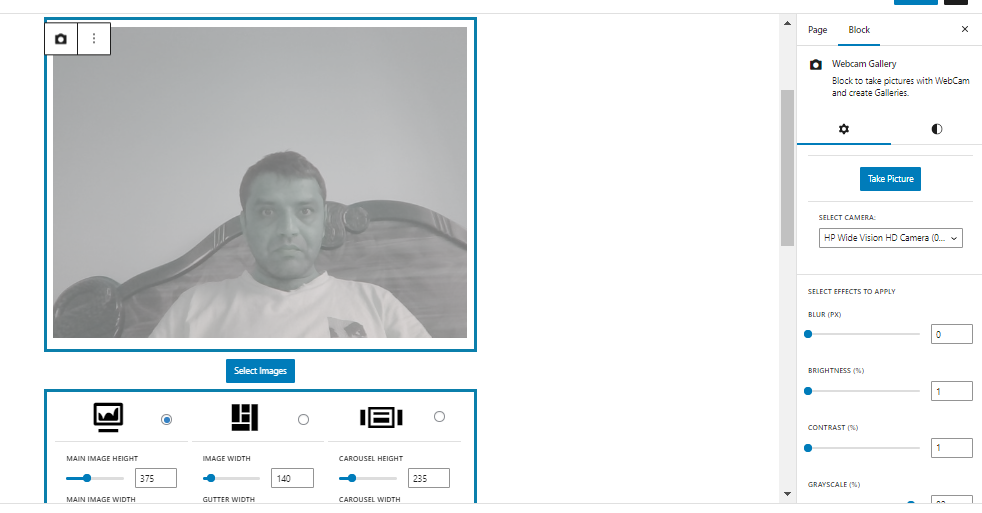 Page Block
Webcam Gallery
Block to take pictures with WebCam
and create Galleries.
Take Picture
SELECT CAMERA:
HP Wide Vision HD Camera (0...
SELECT EFFECTS TO APPLY
BLUR (PX)
0
BRIGHTNESS (%)
1
CONTRAST (%)
1
GRAYSCALE (%)
Select Images
MAIN IMAGE HEIGHT IMAGE WIDTH CAROUSEL HEIGHT
375 140 235
MAIN IMAGE WIDTH GUTTER WIDTH CAROUSEL WIDTH